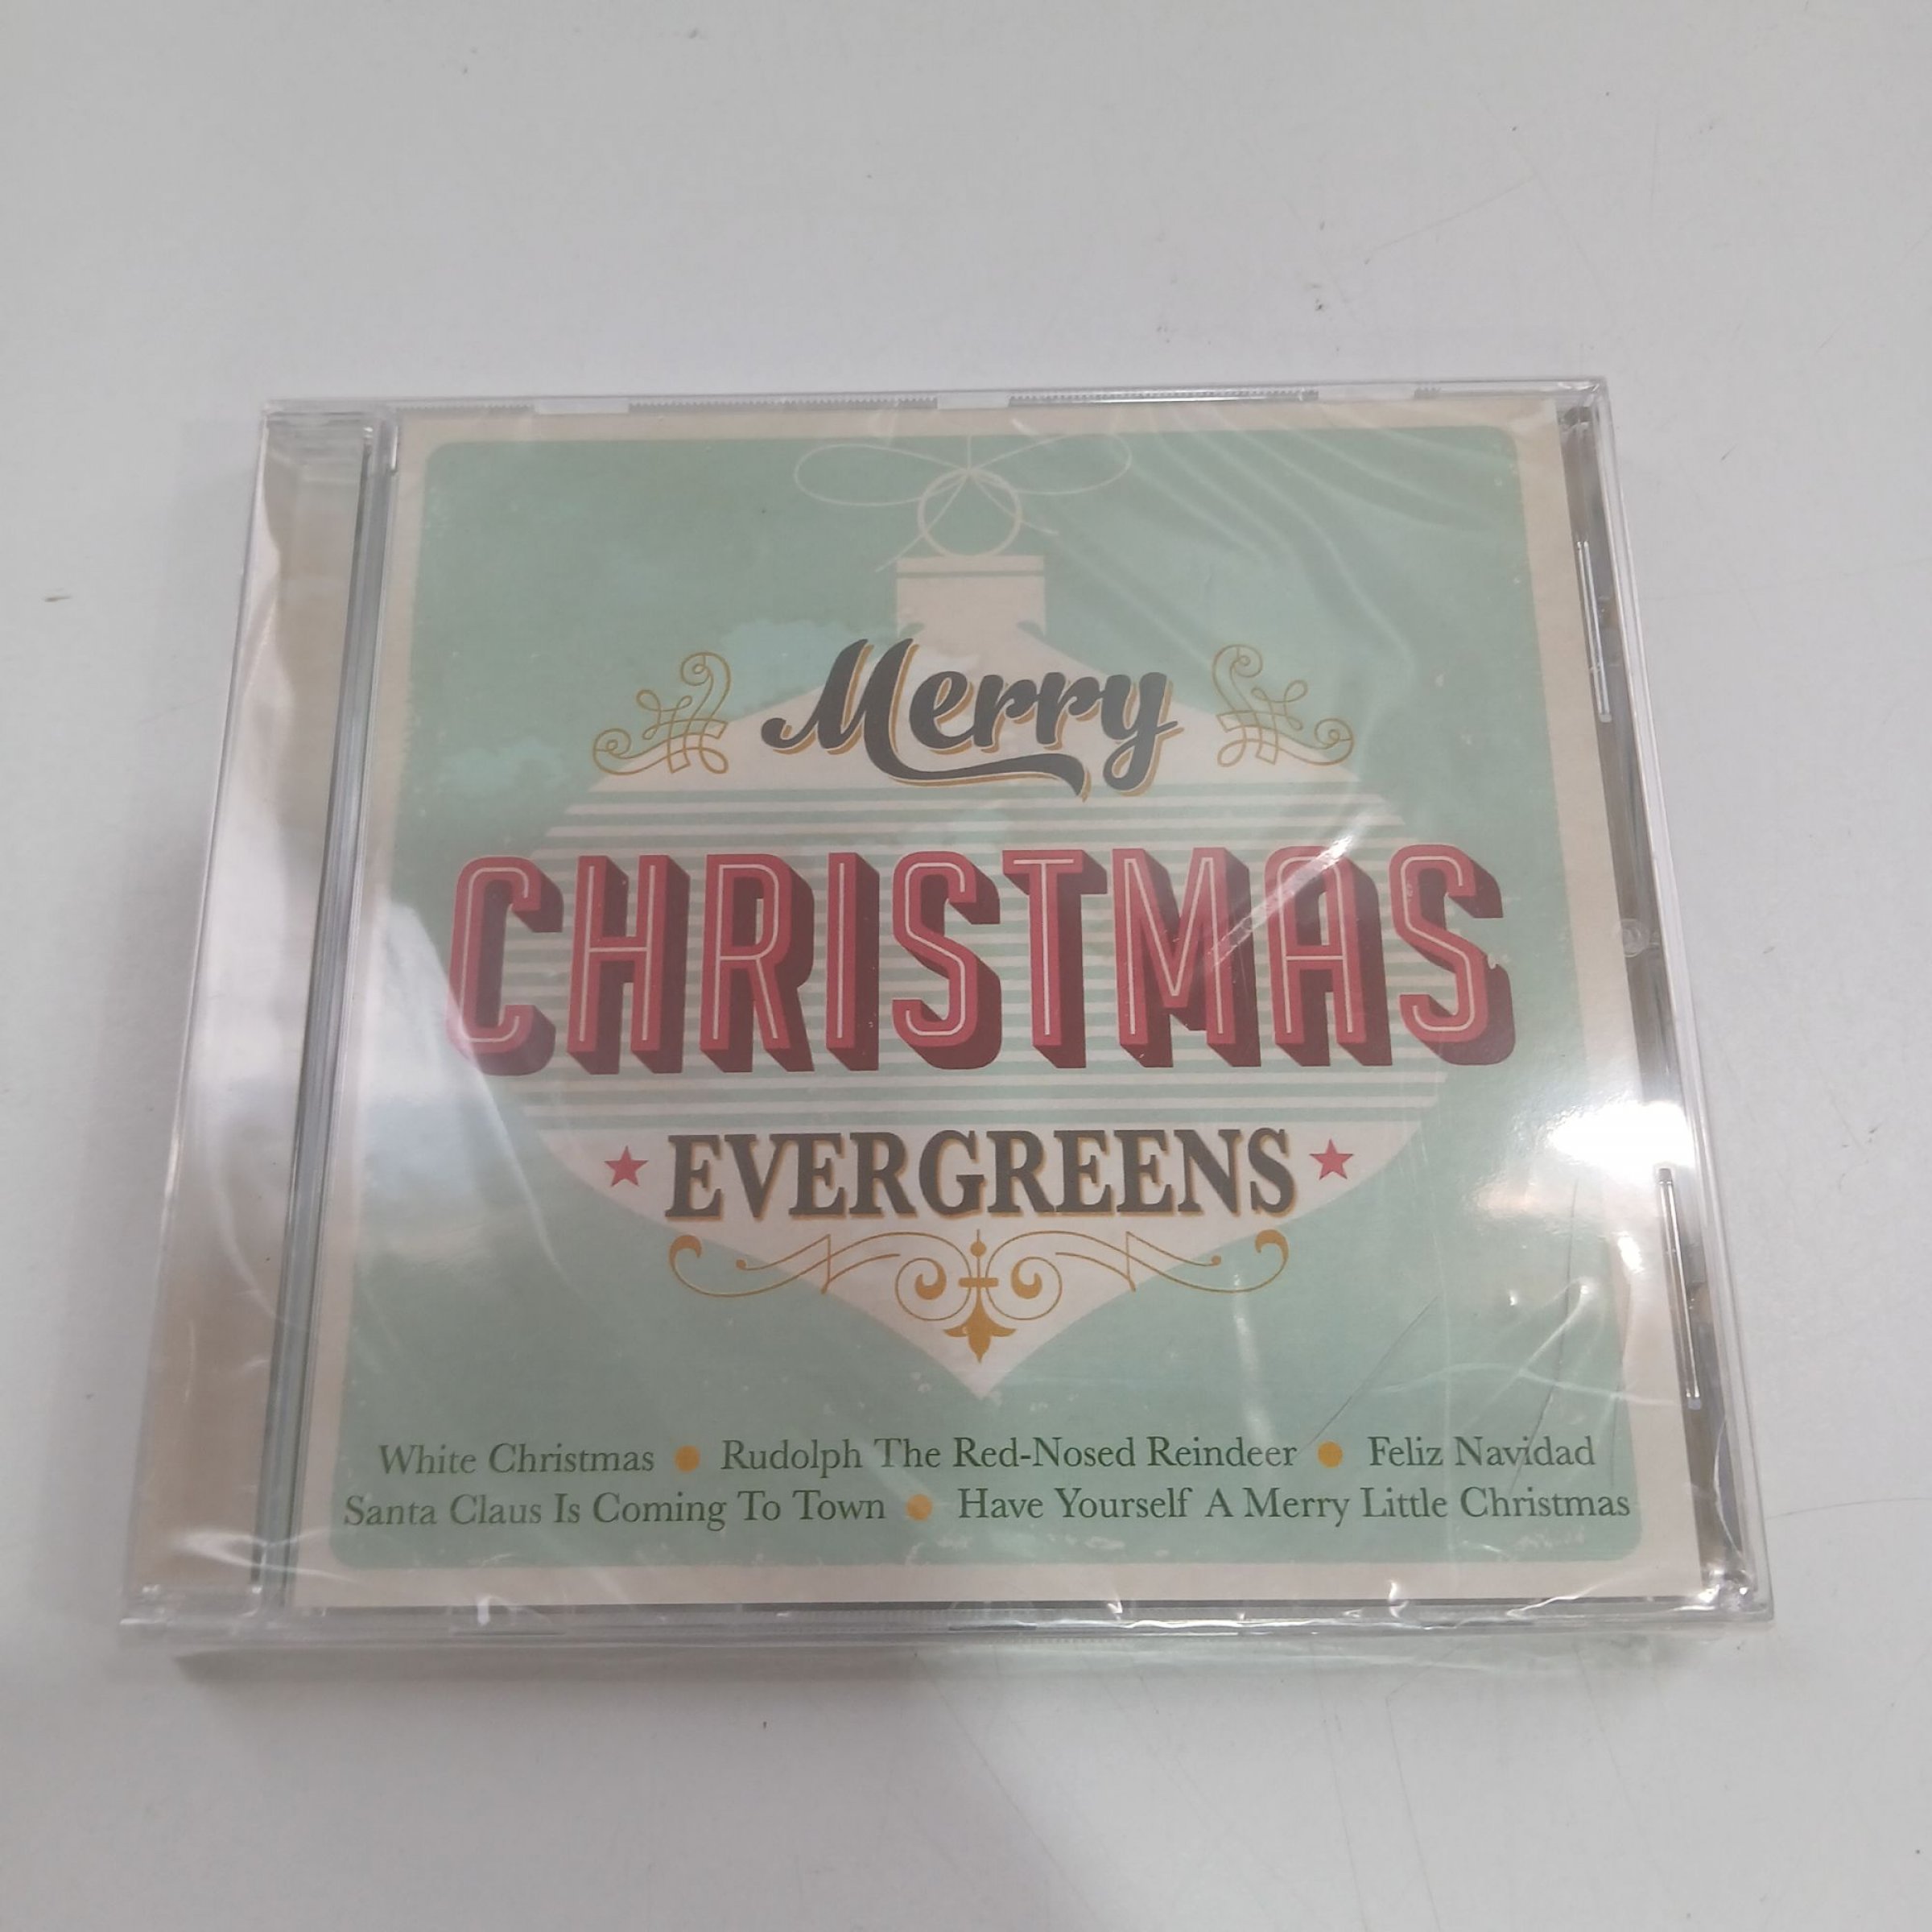 Merry
CHRISTMAS
EVERGREENS
White Christmas ● Rudolph The Red-Nosed Reindeer ● Feliz Navidad
Santa Claus Is Coming To Town ● Have Yourself A Merry Little Christmas